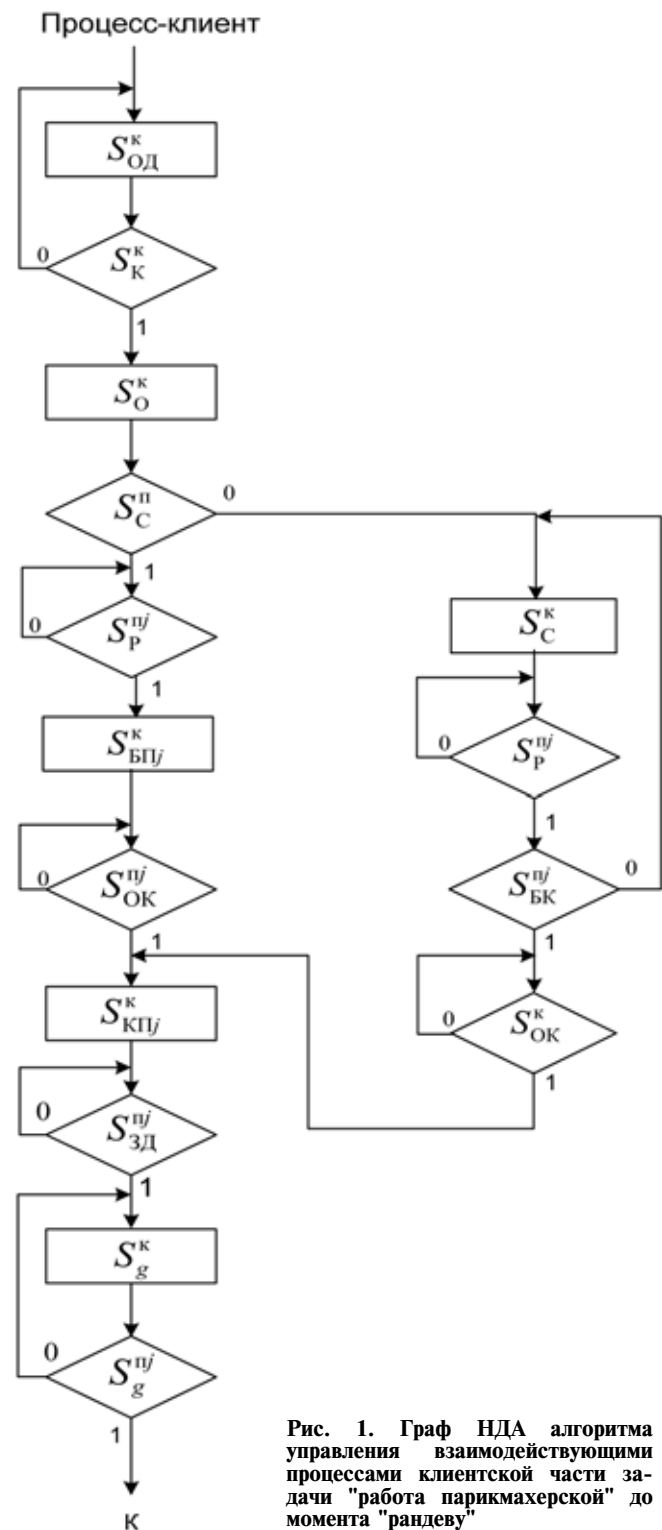 Процесс-клиент
S^к_ОД
0
S^к_К
1
S^к_О
S^п_С
0
1
0
S^пj_Р
1
S^к_БПj
0
S^пj_ОК
1
S^к_КПj
0
S^пj_ЗД
1
S^к_g
0
S^пj_g
1
К
S^к_С
0
S^пj_Р
1
S^пj_БК
0
1
0
S^к_ОК
1
Рис. 1. Граф НДА алгоритма
управления взаимодействующими
процессами клиентской части за-
дачи "работа парикмахерской" до
момента "рандеву"